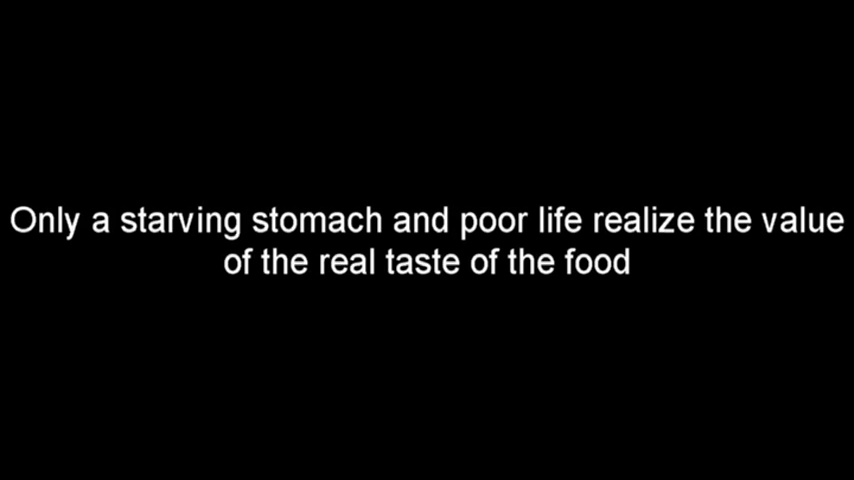 Only a starving stomach and poor life realize the value
of the real taste of the food